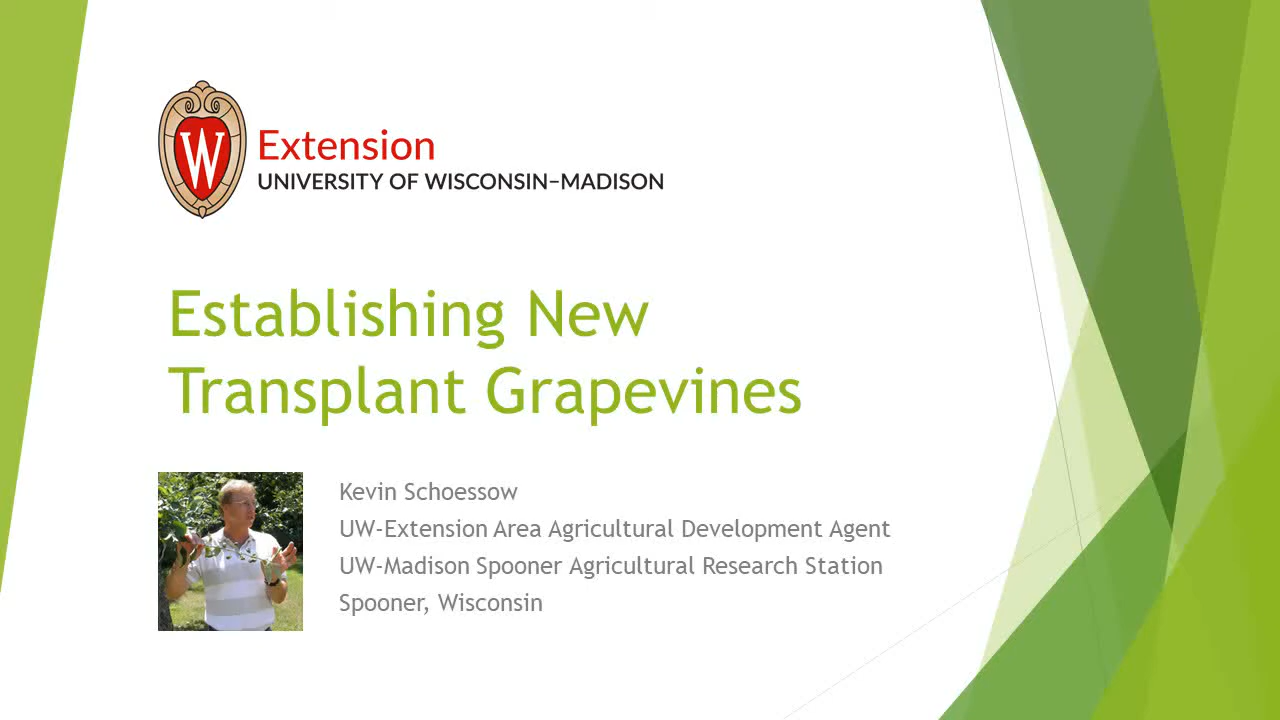 W
Extension
UNIVERSITY OF WISCONSIN–MADISON
Establishing New
Transplant Grapevines
Kevin Schoessow
UW-Extension Area Agricultural Development Agent
UW-Madison Spooner Agricultural Research Station
Spooner, Wisconsin